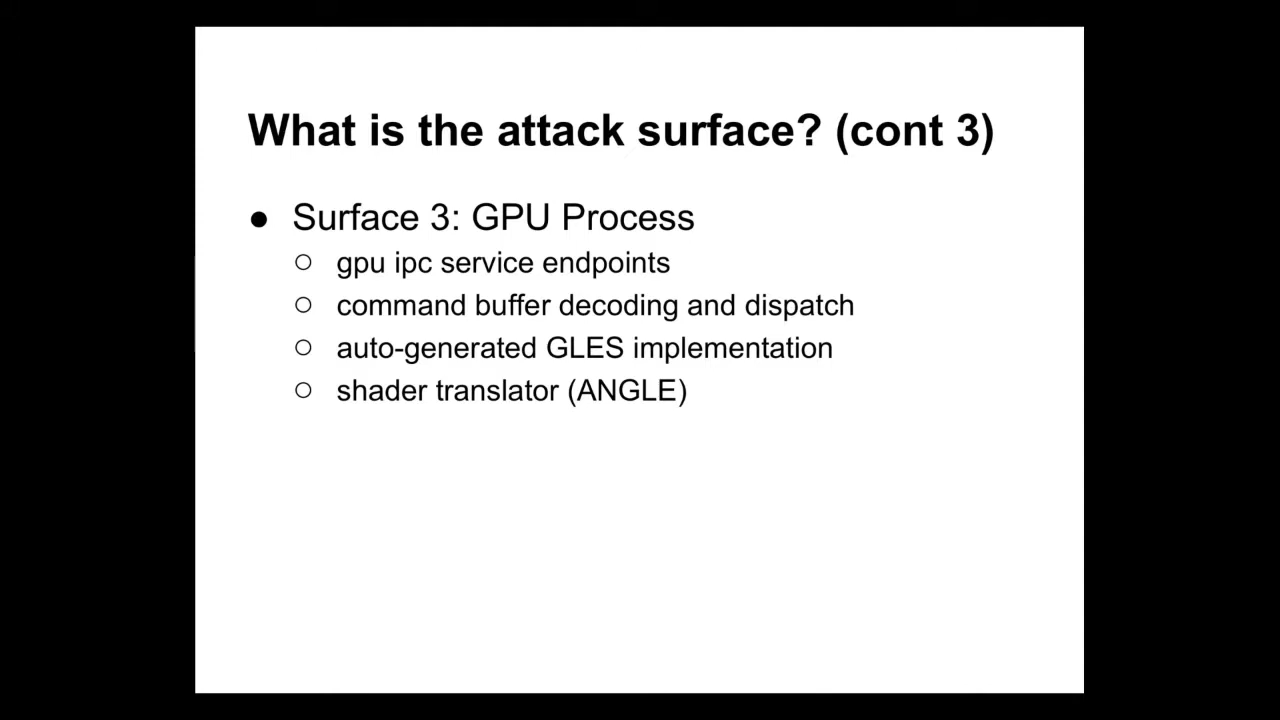 What is the attack surface? (cont 3)
● Surface 3: GPU Process
○ gpu ipc service endpoints
○ command buffer decoding and dispatch
○ auto-generated GLES implementation
○ shader translator (ANGLE)